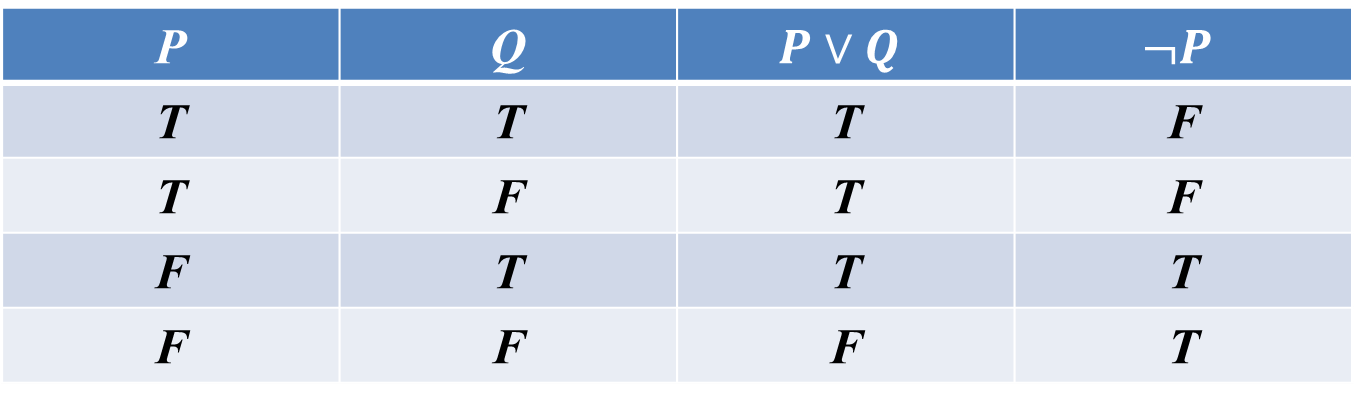 P Q P ∨ Q ¬P
T T T F
T F T F
F T T T
F F F T